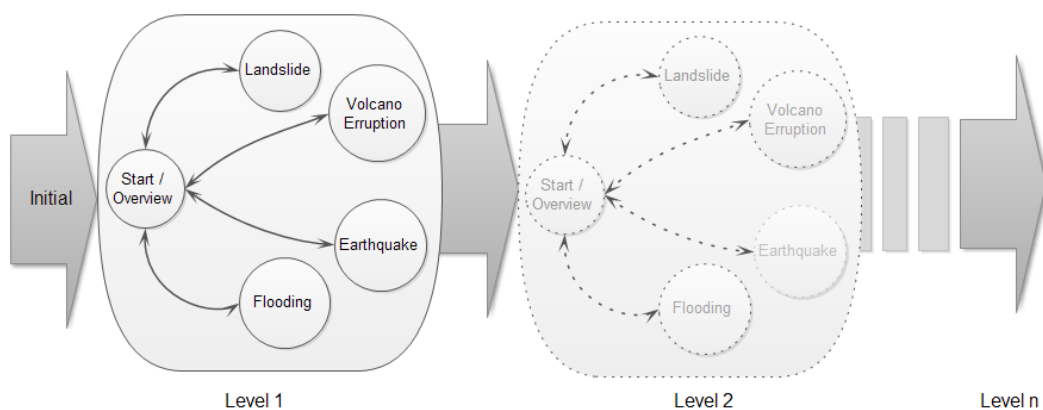 Initial
Landslide
Volcano
Erruption
Start /
Overview
Earthquake
Flooding
Level 1
Landslide
Volcano
Erruption
Start /
Overview
Earthquake
Flooding
Level 2
Level n